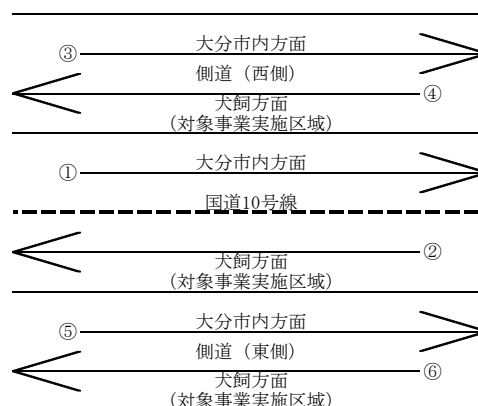 大分市内方面
③
側道（西側）
④
犬飼方面
(対象事業実施区域)
大分市内方面
①
国道10号線
②
犬飼方面
(対象事業実施区域)
大分市内方面
⑤
側道（東側）
⑥
犬飼方面
(対象事業実施区域)